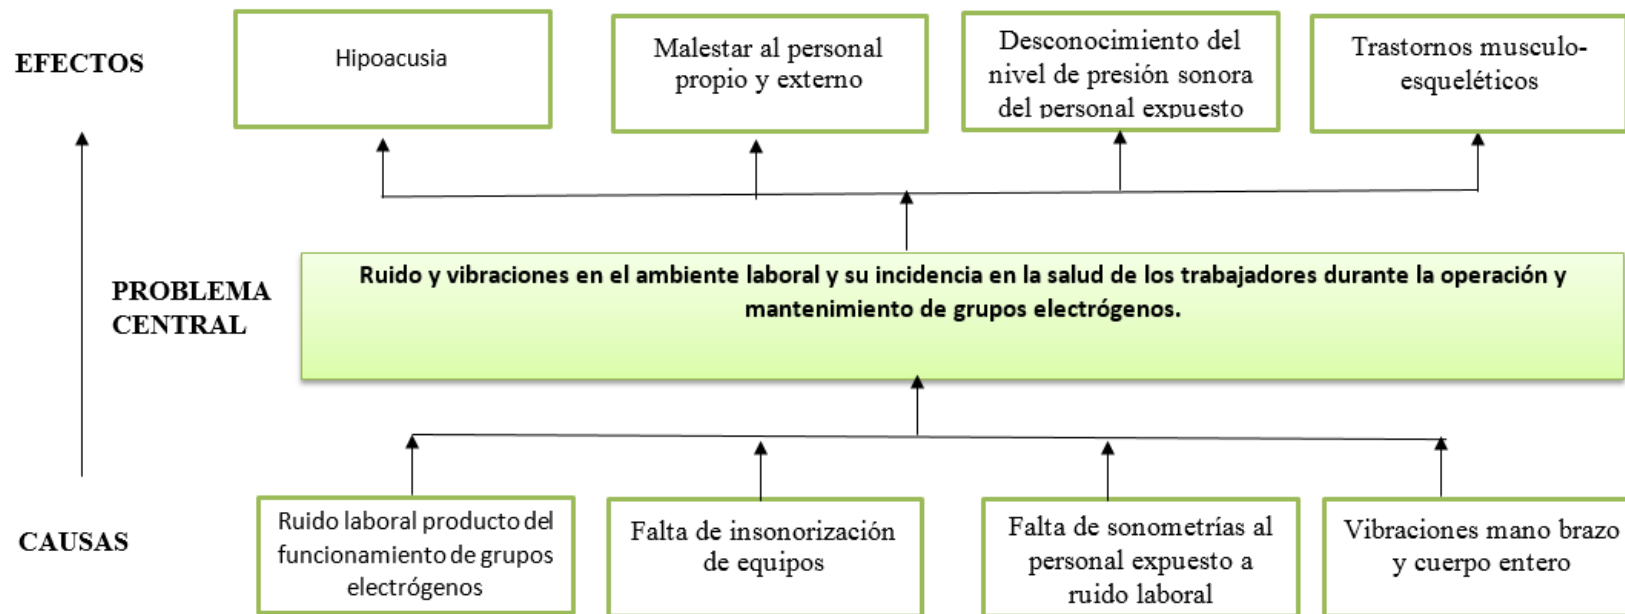 EFECTOS
Hipoacusia
Malestar al personal
propio y externo
Desconocimiento del
nivel de presión sonora
del personal expuesto
Trastornos musculo-
esqueléticos
PROBLEMA
CENTRAL
Ruido y vibraciones en el ambiente laboral y su incidencia en la salud de los trabajadores durante la operación y
mantenimiento de grupos electrógenos.
CAUSAS
Ruido laboral producto del
funcionamiento de grupos
electrógenos
Falta de insonorización
de equipos
Falta de sonometrías al
personal expuesto a
ruido laboral
Vibraciones mano brazo
y cuerpo entero